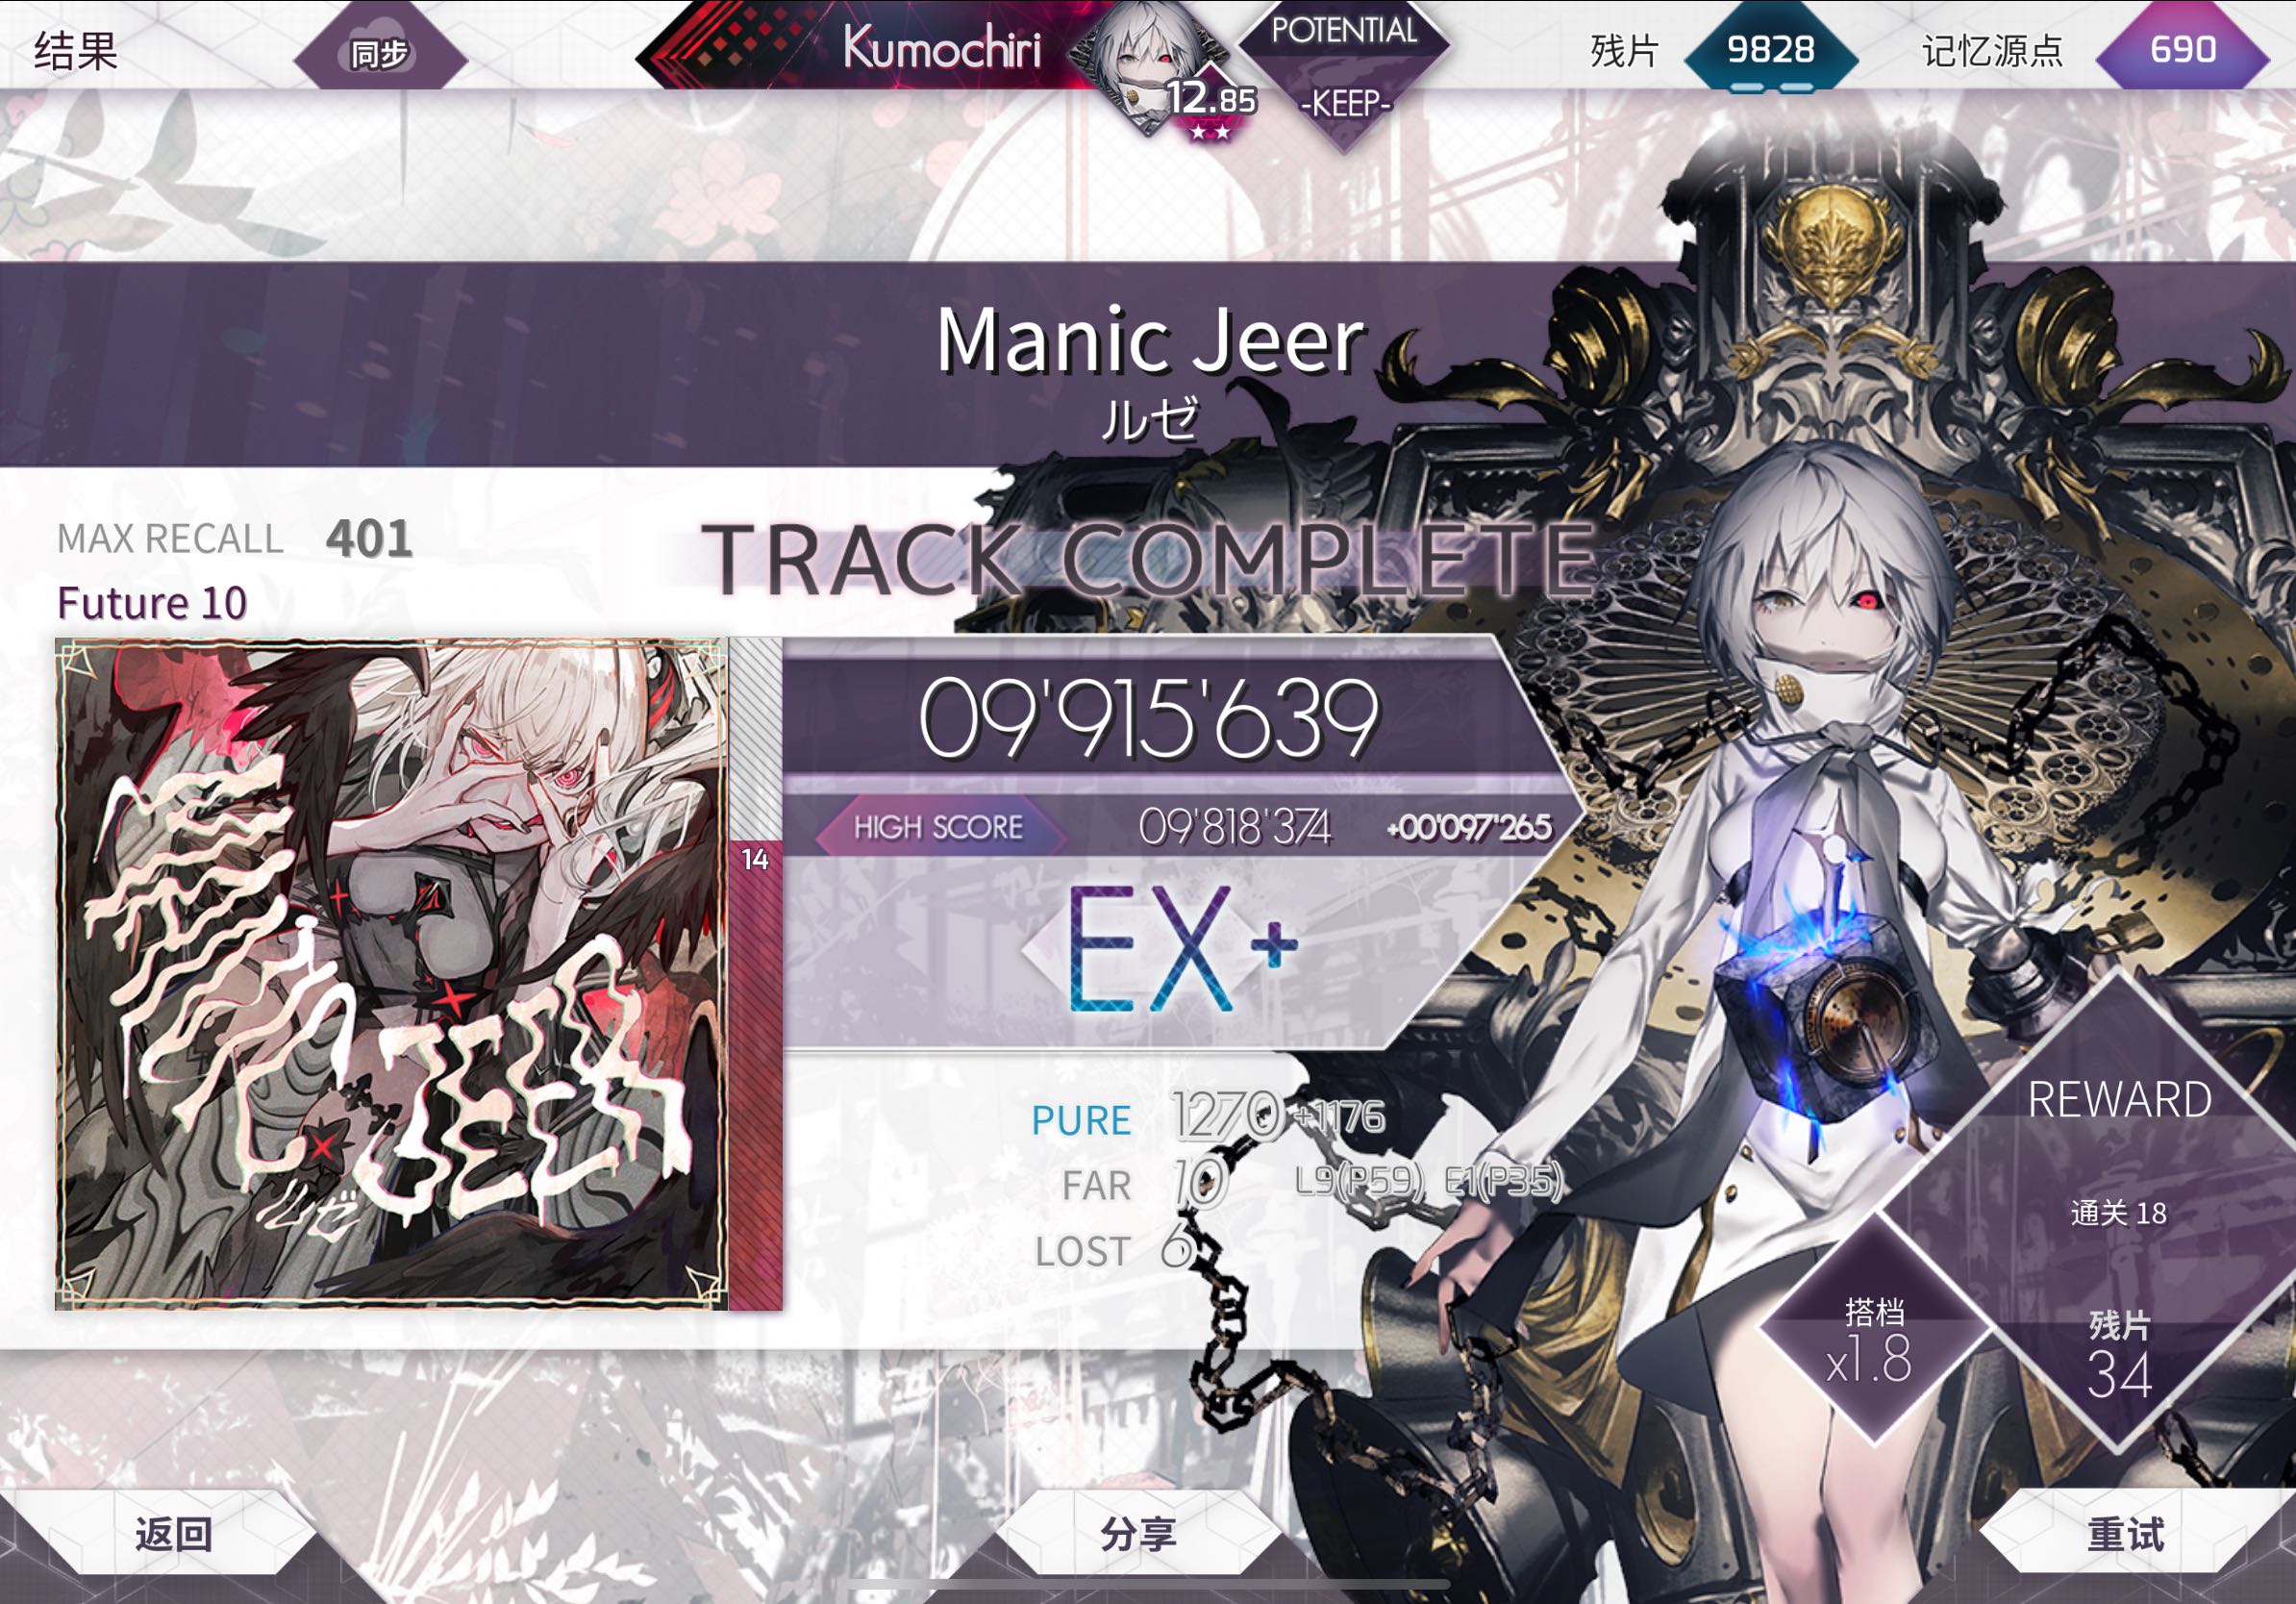 结果
同步
Kumochiri
12.85
POTENTIAL
-KEEP-
残片
9828
记忆源点
690
Manic Jeer
ルゼ
MAX RECALL 401
TRACK COMPLETE
Future 10
09'915'639
HIGH SCORE 09'818'374 +00'097'265
14
EX+
JEER
ルゼ
PURE 1270 +1176
FAR 10 L9(P59), E1(P35)
LOST 6
REWARD
通关 18
搭档
x1.8
残片
34
返回
分享
重试